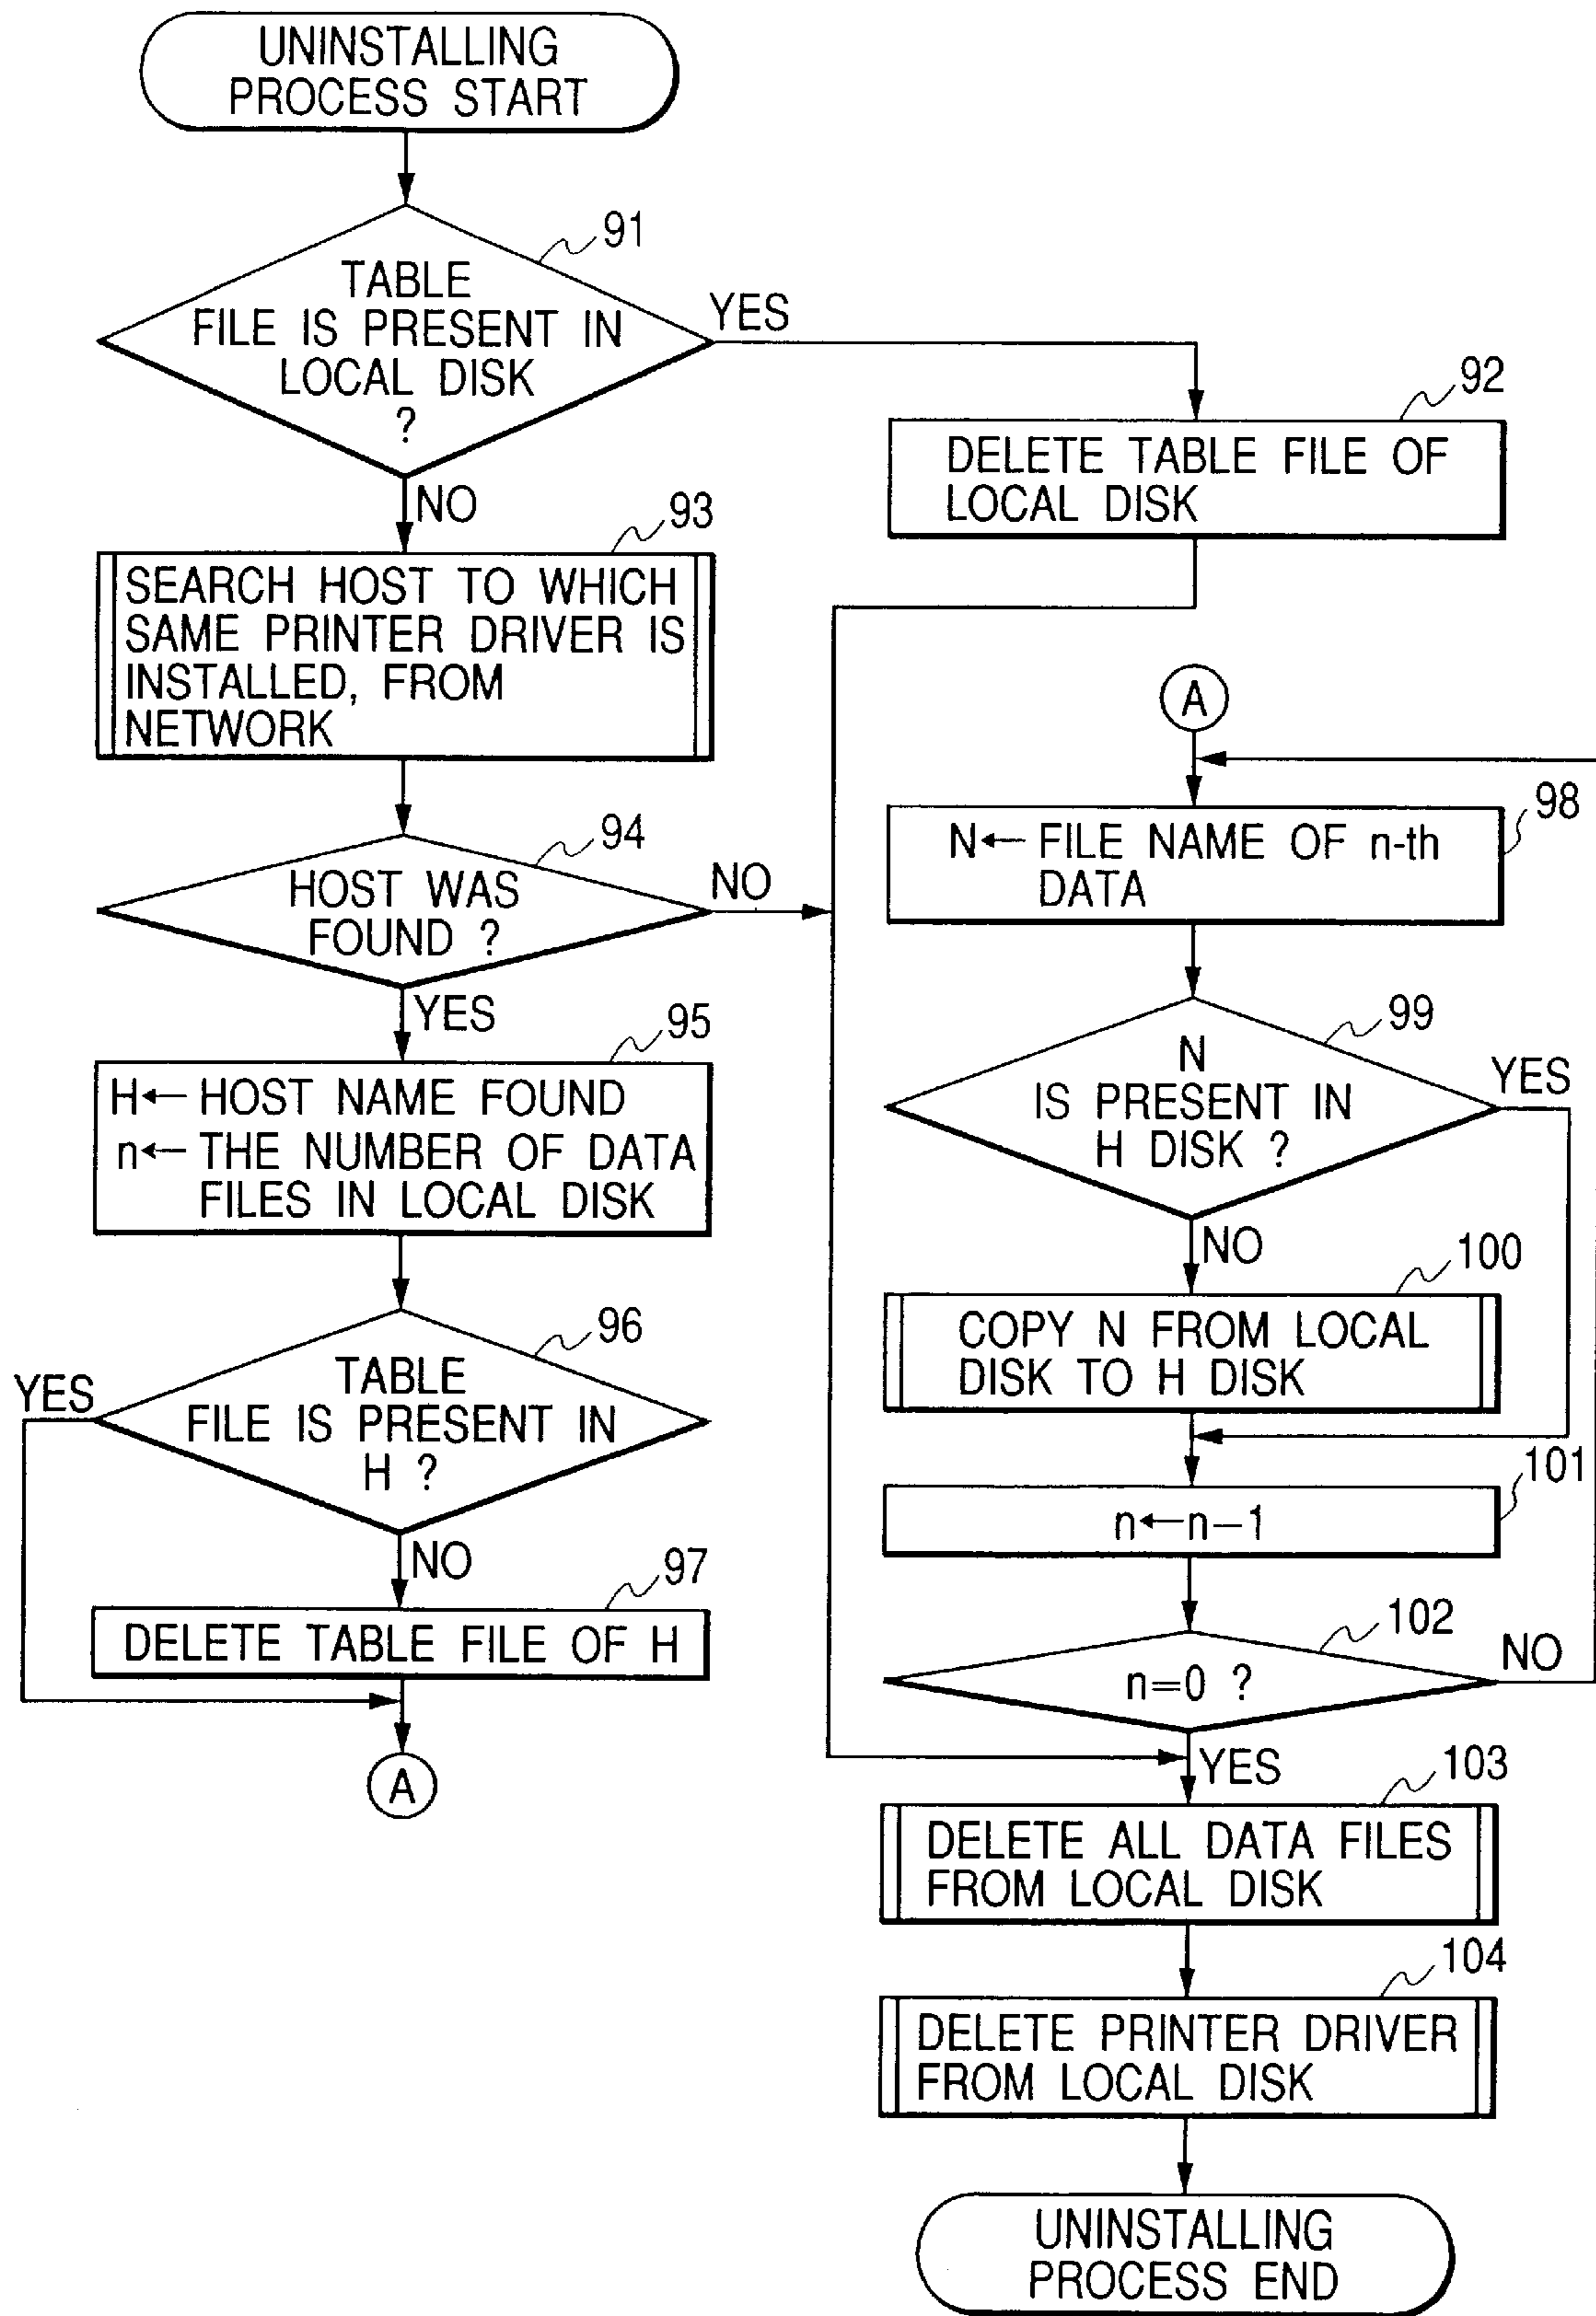 UNINSTALLING
PROCESS START
91
TABLE
FILE IS PRESENT IN
LOCAL DISK
?
YES
NO
92
DELETE TABLE FILE OF
LOCAL DISK
93
SEARCH HOST TO WHICH
SAME PRINTER DRIVER IS
INSTALLED, FROM
NETWORK
94
HOST WAS
FOUND ?
NO
YES
95
H← HOST NAME FOUND
n← THE NUMBER OF DATA
FILES IN LOCAL DISK
96
TABLE
FILE IS PRESENT IN
H ?
YES
NO
97
DELETE TABLE FILE OF H
A
A
98
N← FILE NAME OF n-th
DATA
99
N
IS PRESENT IN
H DISK ?
YES
NO
100
COPY N FROM LOCAL
DISK TO H DISK
101
n←n−1
102
n=0 ?
NO
YES
103
DELETE ALL DATA FILES
FROM LOCAL DISK
104
DELETE PRINTER DRIVER
FROM LOCAL DISK
UNINSTALLING
PROCESS END